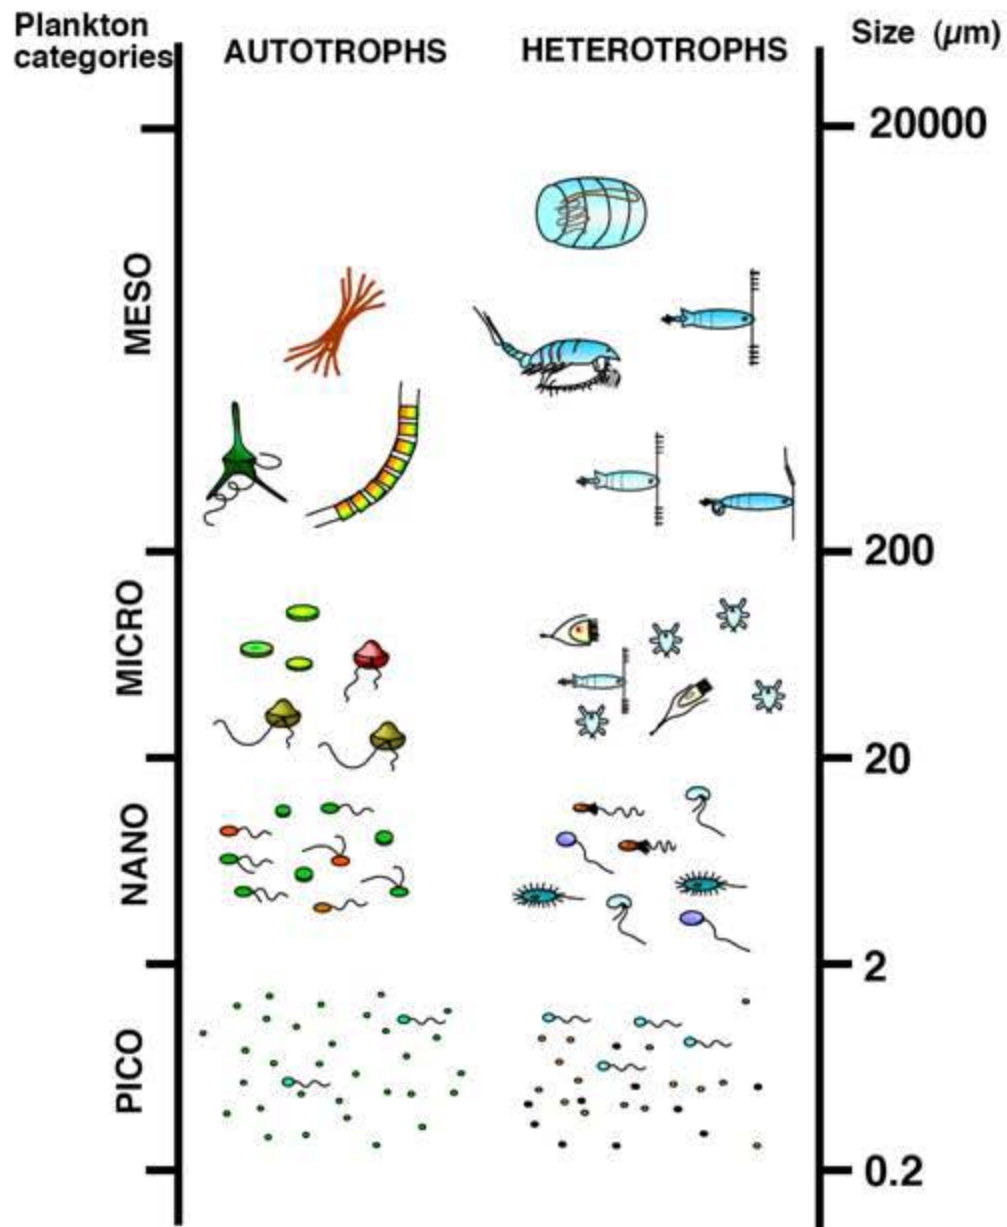 Plankton
categories
AUTOTROPHS
HETEROTROPHS
Size (µm)
20000
MESO
200
MICRO
20
NANO
2
PICO
0.2